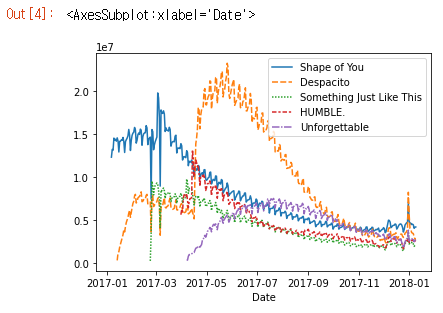 Out[4]: <AxesSubplot:xlabel='Date'>
1e7
Shape of You
Despacito
Something Just Like This
HUMBLE.
Unforgettable
2.0
1.5
1.0
0.5
0.0
2017-01 2017-03 2017-05 2017-07 2017-09 2017-11 2018-01
Date